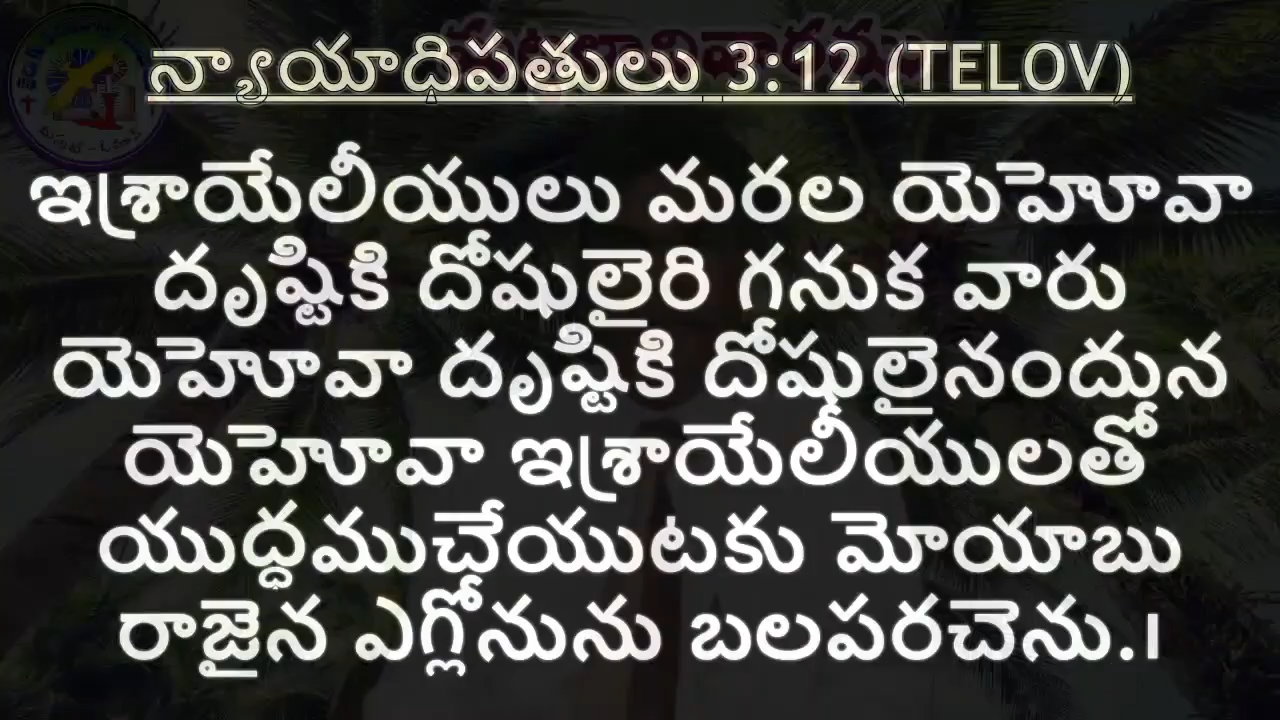 న్యాయాధిపతులు 3:12 (TELOV)
ఇశ్రాయేలీయులు మరల యెహెూవా
దృష్టికి దోషులైరి గనుక వారు
యెహెూవా దృష్టికి దోషులైనందున
యెహెూవా ఇశ్రాయేలీయులతో
యుద్ధముచేయుటకు మోయాబు
రాజైన ఎగ్లోనును బలపరచెను.।